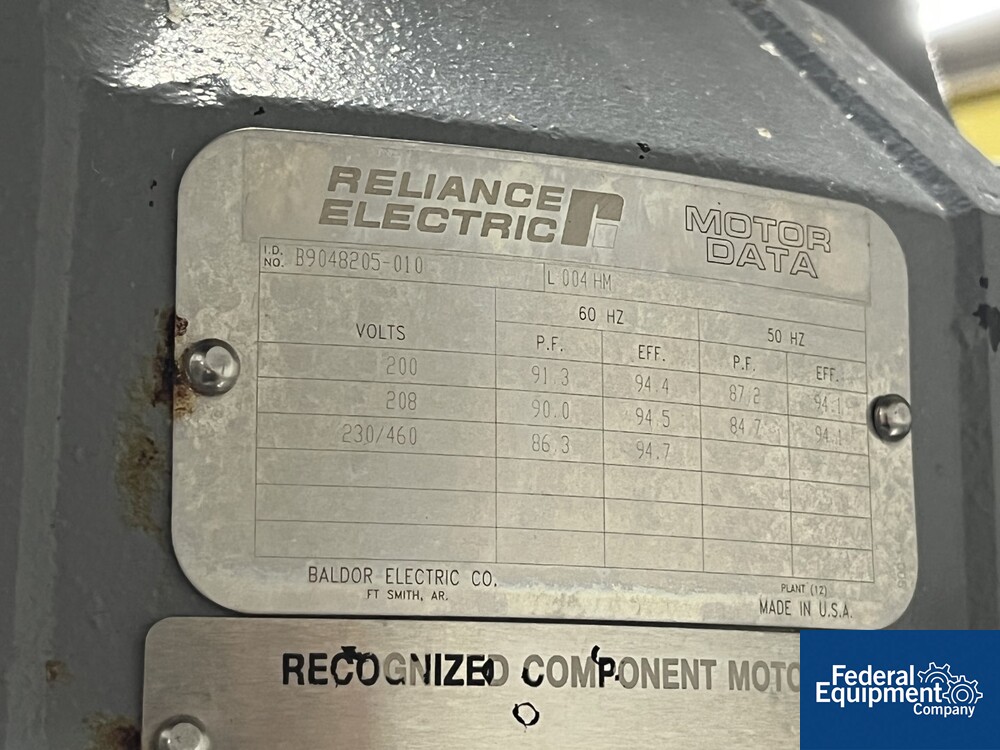 RELIANCE
ELECTRIC
MOTOR
DATA
I.D. NO. B9048205-010 L 004 HM
VOLTS 60 HZ 50 HZ
P.F. EFF. P.F. EFF.
200 91.3 94.4 87.2 94.1
208 90.0 94.5 84.7 94.1
230/460 86.3 94.7
BALDOR ELECTRIC CO.
FT SMITH, AR.
PLANT (12)
MADE IN U.S.A.
RECOGNIZED COMPONENT MOTO
Federal
Equipment
Company